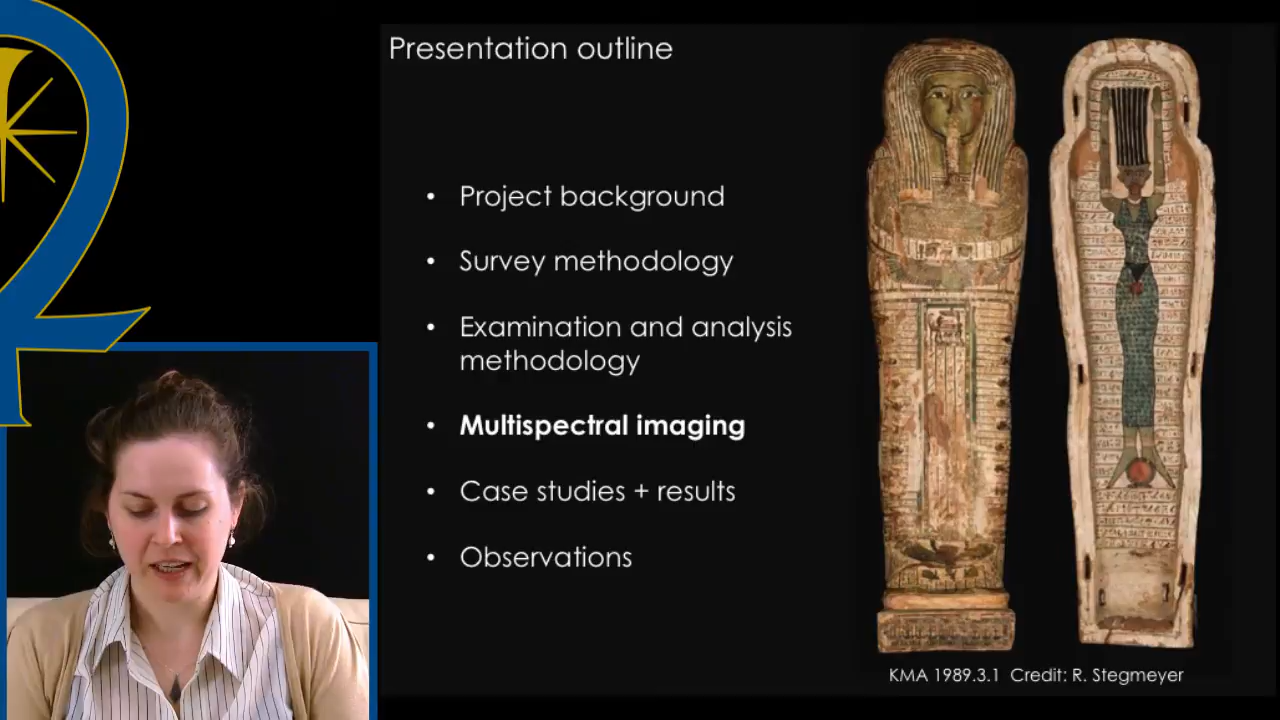 Presentation outline
• Project background
• Survey methodology
• Examination and analysis
methodology
• Multispectral imaging
• Case studies + results
• Observations
KMA 1989.3.1 Credit: R. Stegmeyer